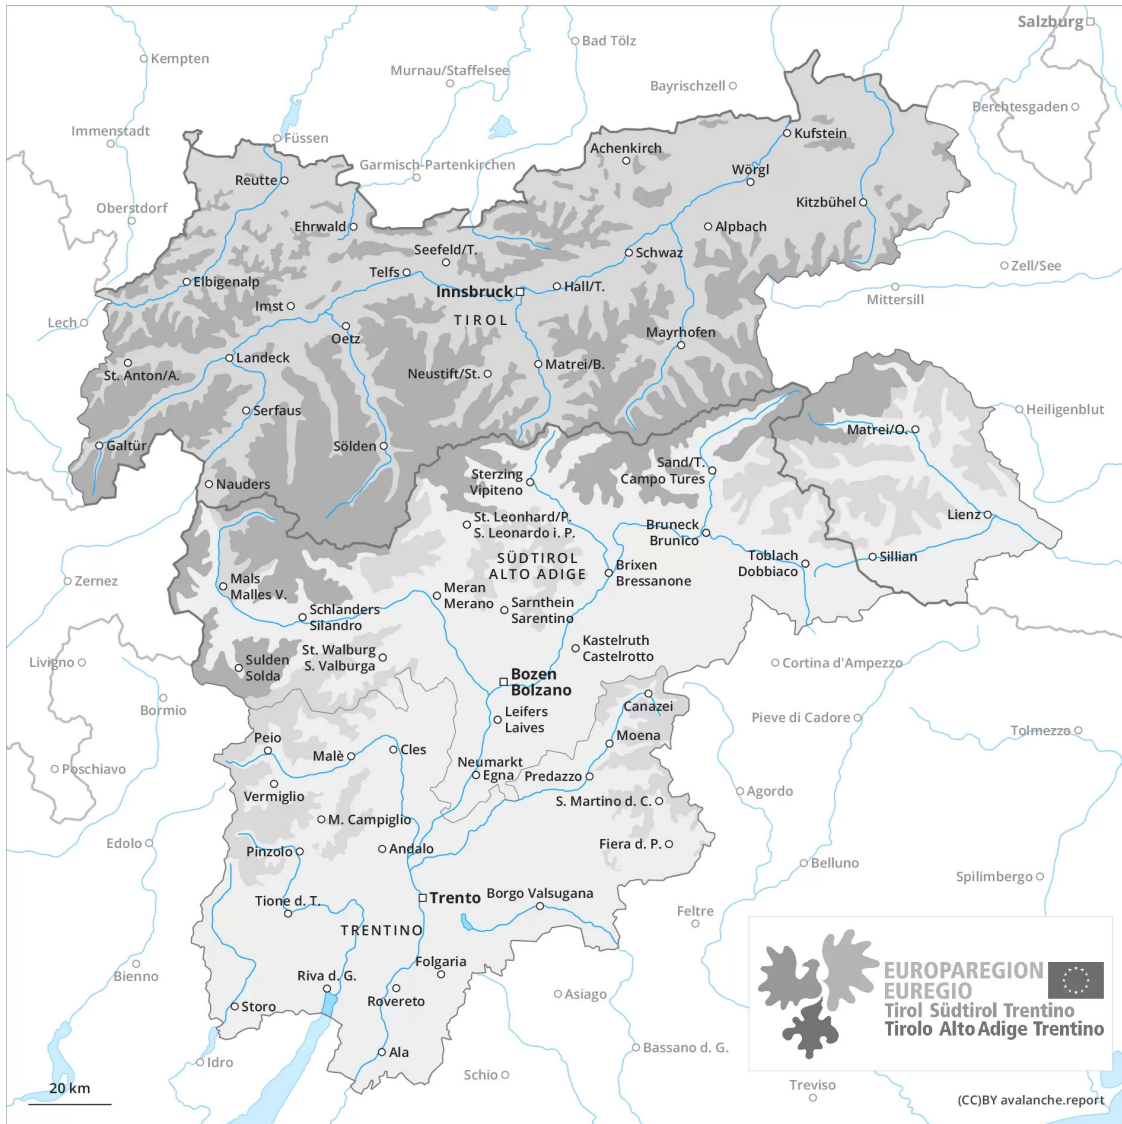 Salzburg
Bad Tölz
Kempten
Murnau/Staffelsee
Bayrischzell
Berchtesgaden
Immenstadt
Füssen
Kufstein
Achenkirch
Garmisch-Partenkirchen
Wörgl
Reutte
Oberstdorf
Kitzbühel
Ehrwald
Alpbach
Seefeld/T.
Schwaz
Telfs
Zell/See
Elbigenalp
Hall/T.
Innsbruck
Mittersill
Imst
TIROL
Lech
Oetz
Mayrhofen
Landeck
Matrei/B.
St. Anton/A.
Neustift/St.
Serfaus
Heiligenblut
Matrei/O.
Galtür
Sölden
Sand/T.
Campo Tures
Sterzing
Vipiteno
Nauders
Lienz
St. Leonhard/P.
S. Leonardo i. P.
Bruneck
Brunico
SÜDTIROL
ALTO ADIGE
Toblach
Dobbiaco
Sillian
Brixen
Bressanone
Zernez
Mals
Malles V.
Meran
Merano
Sarnthein
Sarentino
Schlanders
Silandro
Kastelruth
Castelrotto
St. Walburg
S. Valburga
Livigno
Sulden
Solda
Cortina d'Ampezzo
Bozen
Bolzano
Canazei
Bormio
Leifers
Laives
Pieve di Cadore
Tolmezzo
Peio
Moena
Malè
Cles
Neumarkt
Egna
Predazzo
Poschiavo
Vermiglio
S. Martino d. C.
Agordo
M. Campiglio
Edolo
Pinzolo
Andalo
Fiera d. P.
Belluno
Spilimbergo
Trento
Borgo Valsugana
Tione d. T.
Feltre
TRENTINO
Folgaria
Bienno
Riva d. G.
EUROPAREGION
EUREGIO
Tirol Südtirol Trentino
Tirolo Alto Adige Trentino
Asiago
Rovereto
Storo
Ala
Bassano d. G.
Idro
Schio
Treviso
20 km
(CC)BY avalanche.report